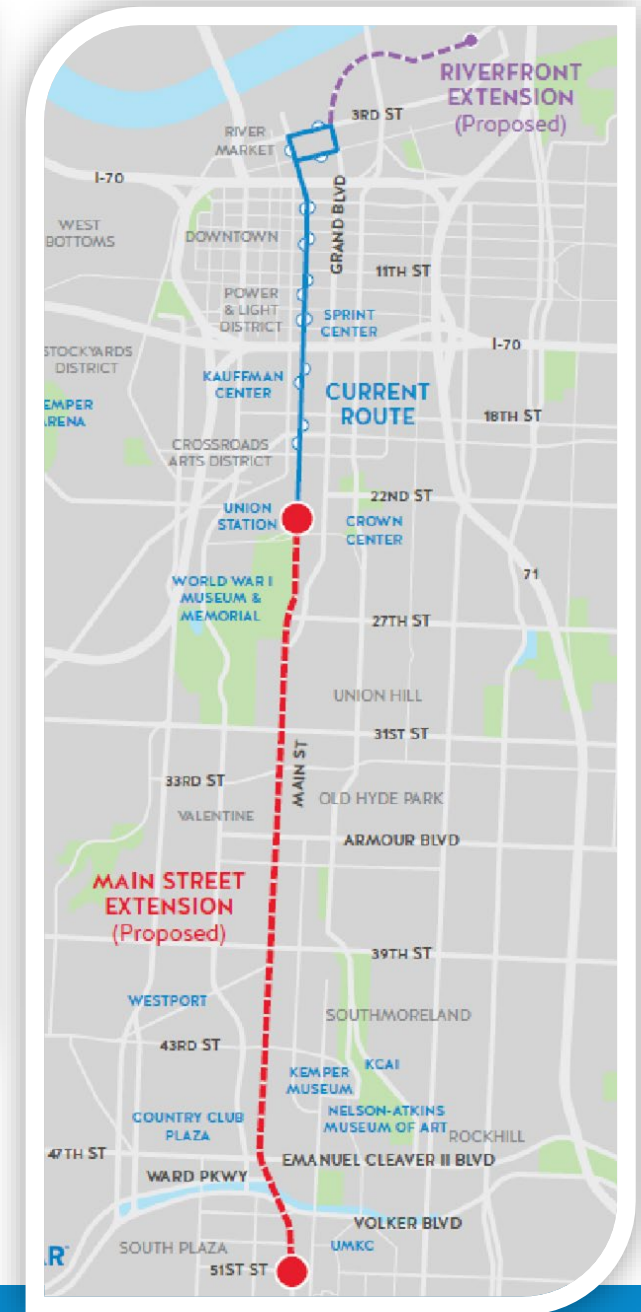 RIVERFRONT
EXTENSION
(Proposed)
3RD ST
RIVER
MARKET
I-70
GRAND BLVD
WEST
BOTTOMS
DOWNTOWN
11TH ST
POWER
& LIGHT
DISTRICT
SPRINT
CENTER
I-70
STOCKYARDS
DISTRICT
KAUFFMAN
CENTER
CURRENT
ROUTE
EMPER
ARENA
18TH ST
CROSSROADS
ARTS DISTRICT
22ND ST
UNION
STATION
CROWN
CENTER
71
WORLD WAR I
MUSEUM &
MEMORIAL
27TH ST
UNION HILL
31ST ST
MAIN ST
33RD ST
OLD HYDE PARK
VALENTINE
ARMOUR BLVD
MAIN STREET
EXTENSION
(Proposed)
39TH ST
WESTPORT
SOUTHMORELAND
43RD ST
KCAI
KEMPER
MUSEUM
COUNTRY CLUB
PLAZA
NELSON-ATKINS
MUSEUM OF ART
ROCKHILL
47TH ST
EMANUEL CLEAVER II BLVD
WARD PKWY
VOLKER BLVD
SOUTH PLAZA
UMKC
51ST ST